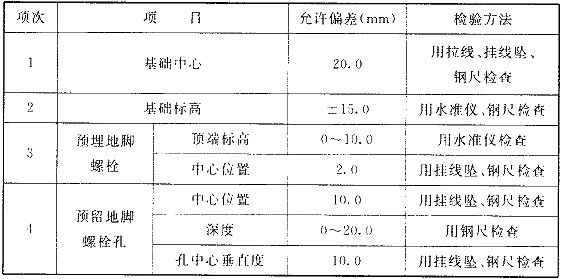 项次 项 目 允许偏差(mm) 检验方法
1 基础中心 20.0 用拉线、挂线坠、
钢尺检查
2 基础标高 ±15.0 用水准仪、钢尺检查
3 预埋地脚
螺栓 顶端标高 0～10.0 用水准仪检查
中心位置 2.0 用挂线坠、钢尺检查
4 预留地脚
螺栓孔 中心位置 10.0 用挂线坠、钢尺检查
深度 0～20.0 用钢尺检查
孔中心垂直度 10.0 用挂线坠、钢尺检查